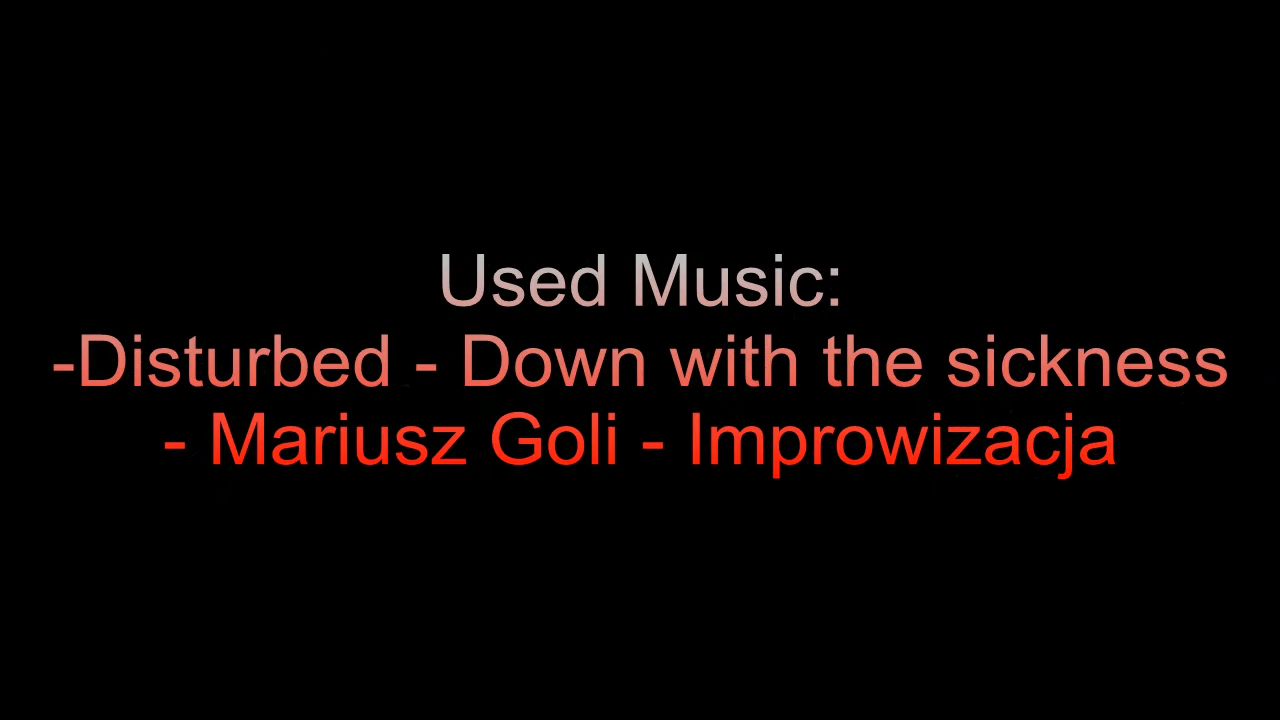 Used Music:
-Disturbed - Down with the sickness
- Mariusz Goli - Improwizacja